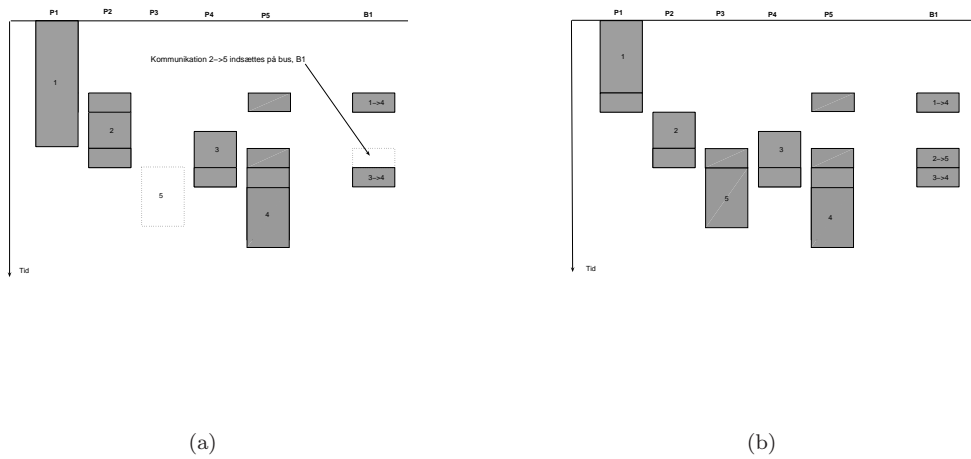 P1 P2 P3 P4 P5 B1
Kommunikation 2->5 indsættes på bus, B1
1
1->4
2
3
5
3->4
4
Tid
(a)
P1 P2 P3 P4 P5 B1
1
1->4
2
3
2->5
3->4
5
4
Tid
(b)